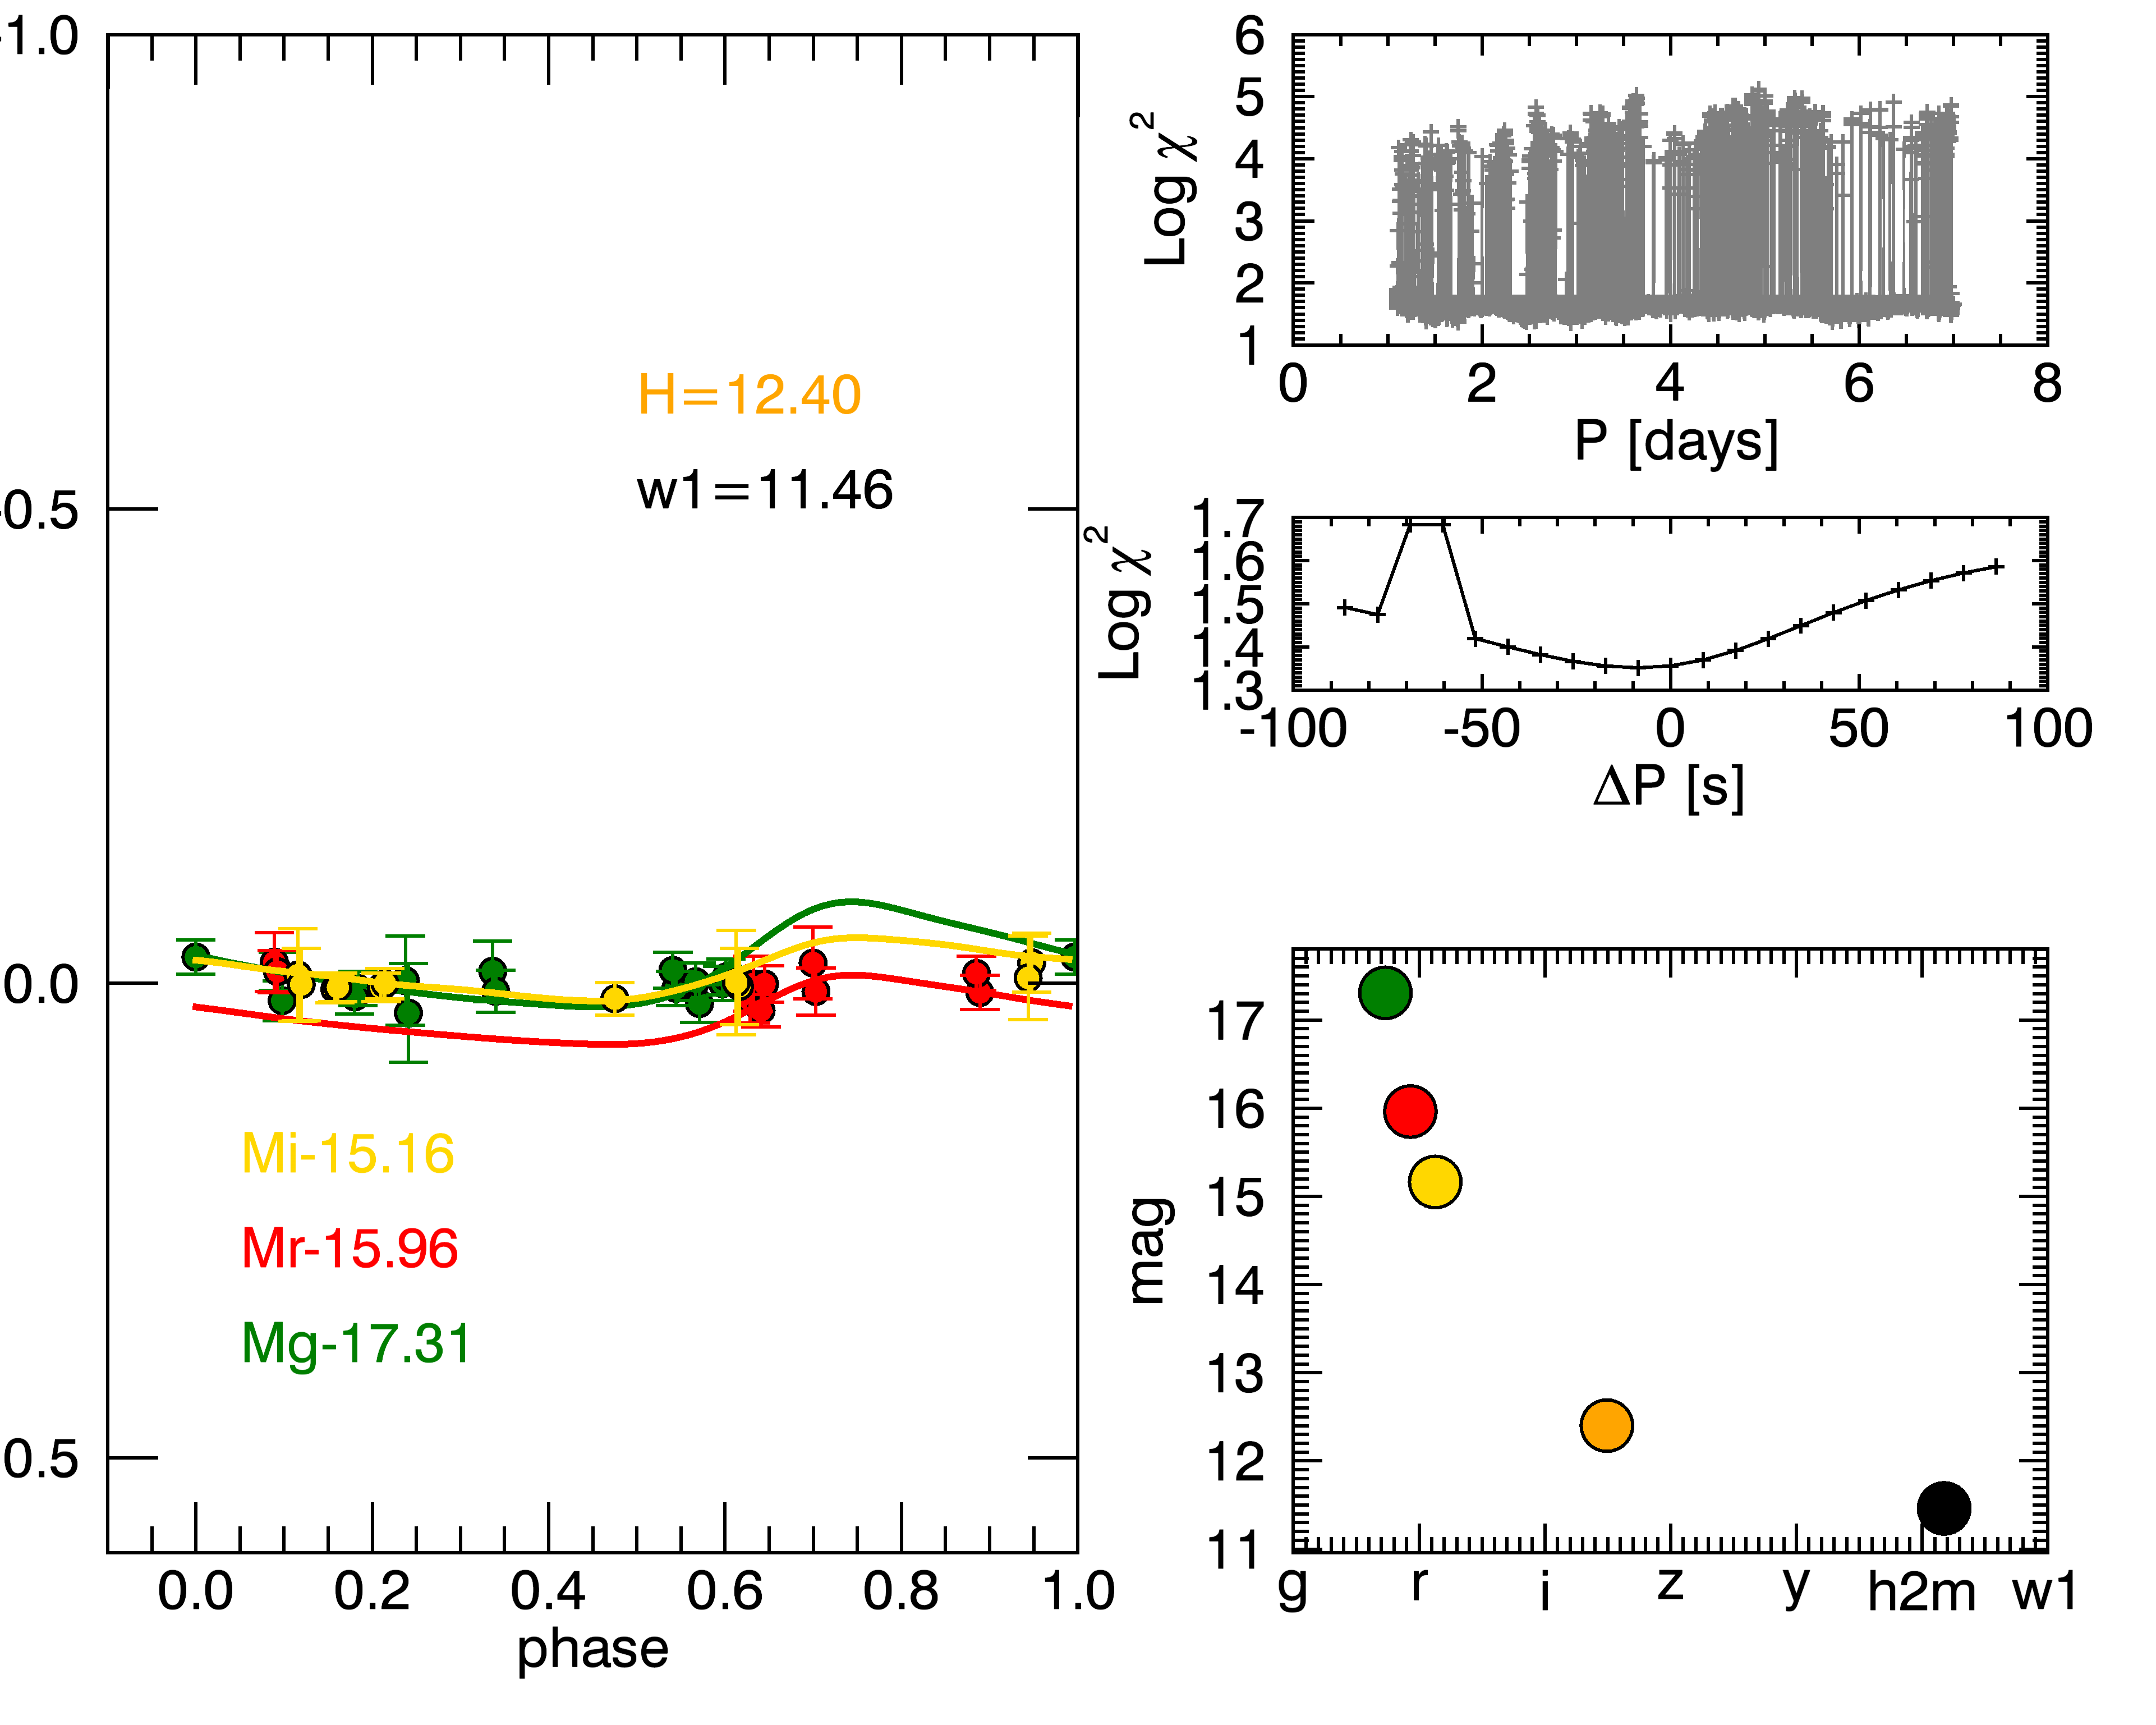 -1.0
-0.5
0.0
0.5
0.0 0.2 0.4 0.6 0.8 1.0
phase
H=12.40
w1=11.46
Mi-15.16
Mr-15.96
Mg-17.31
6
5
4
3
2
1
Log χ²
0 2 4 6 8
P [days]
1.7
1.6
1.5
1.4
1.3
Log χ²
-100 -50 0 50 100
ΔP [s]
17
16
15
14
13
12
11
mag
g r i z y h2m w1